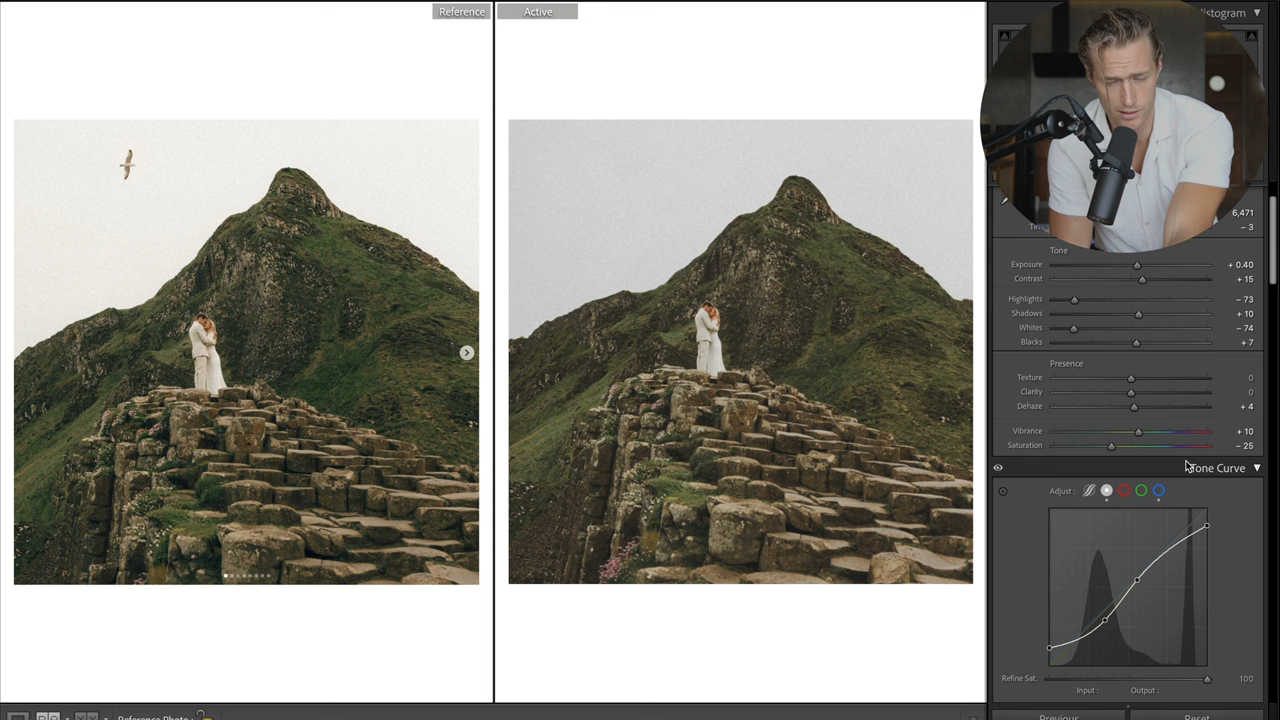 Reference
Active
istogram
6,471
Tin
– 3
Tone
Exposure + 0.40
Contrast + 15
Highlights – 73
Shadows + 10
Whites – 74
Blacks + 7
Presence
Texture 0
Clarity 0
Dehaze + 4
Vibrance + 10
Saturation – 25
Tone Curve
Adjust :
Refine Sat. 100
Input : Output :
Reference Photo :
Previous Reset